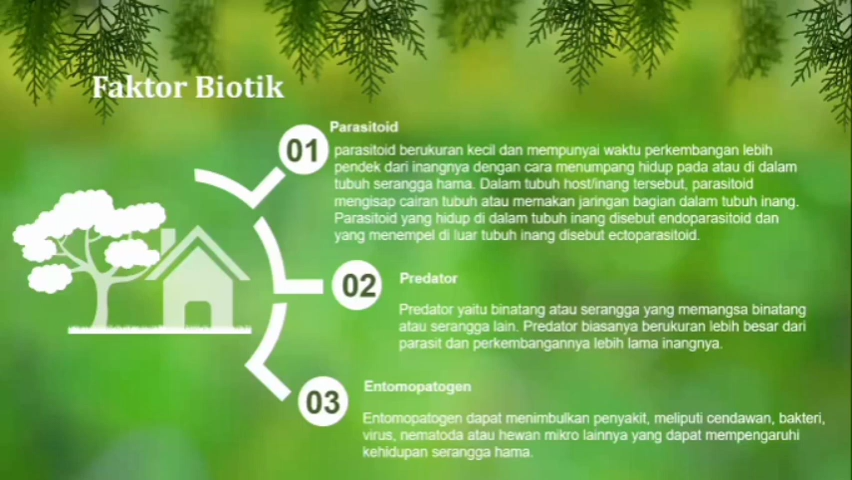 Faktor Biotik
01
Parasitoid
parasitoid berukuran kecil dan mempunyai waktu perkembangan lebih
pendek dari inangnya dengan cara menumpang hidup pada atau di dalam
tubuh serangga hama. Dalam tubuh host/inang tersebut, parasitoid
mengisap cairan tubuh atau memakan jaringan bagian dalam tubuh inang.
Parasitoid yang hidup di dalam tubuh inang disebut endoparasitoid dan
yang menempel di luar tubuh inang disebut ectoparasitoid.
02
Predator
Predator yaitu binatang atau serangga yang memangsa binatang
atau serangga lain. Predator biasanya berukuran lebih besar dari
parasit dan perkembangannya lebih lama inangnya.
03
Entomopatogen
Entomopatogen dapat menimbulkan penyakit, meliputi cendawan, bakteri,
virus, nematoda atau hewan mikro lainnya yang dapat mempengaruhi
kehidupan serangga hama.